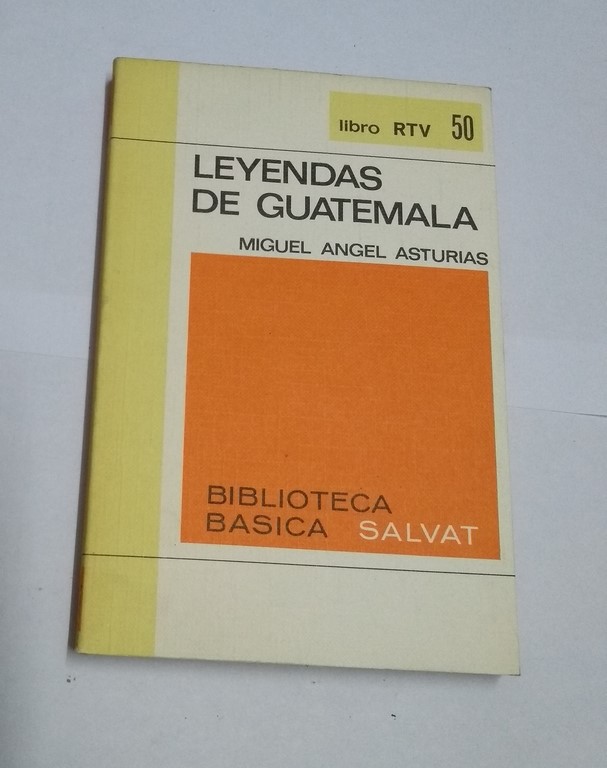 libro RTV 50
LEYENDAS
DE GUATEMALA
MIGUEL ANGEL ASTURIAS
BIBLIOTECA
BASICA SALVAT